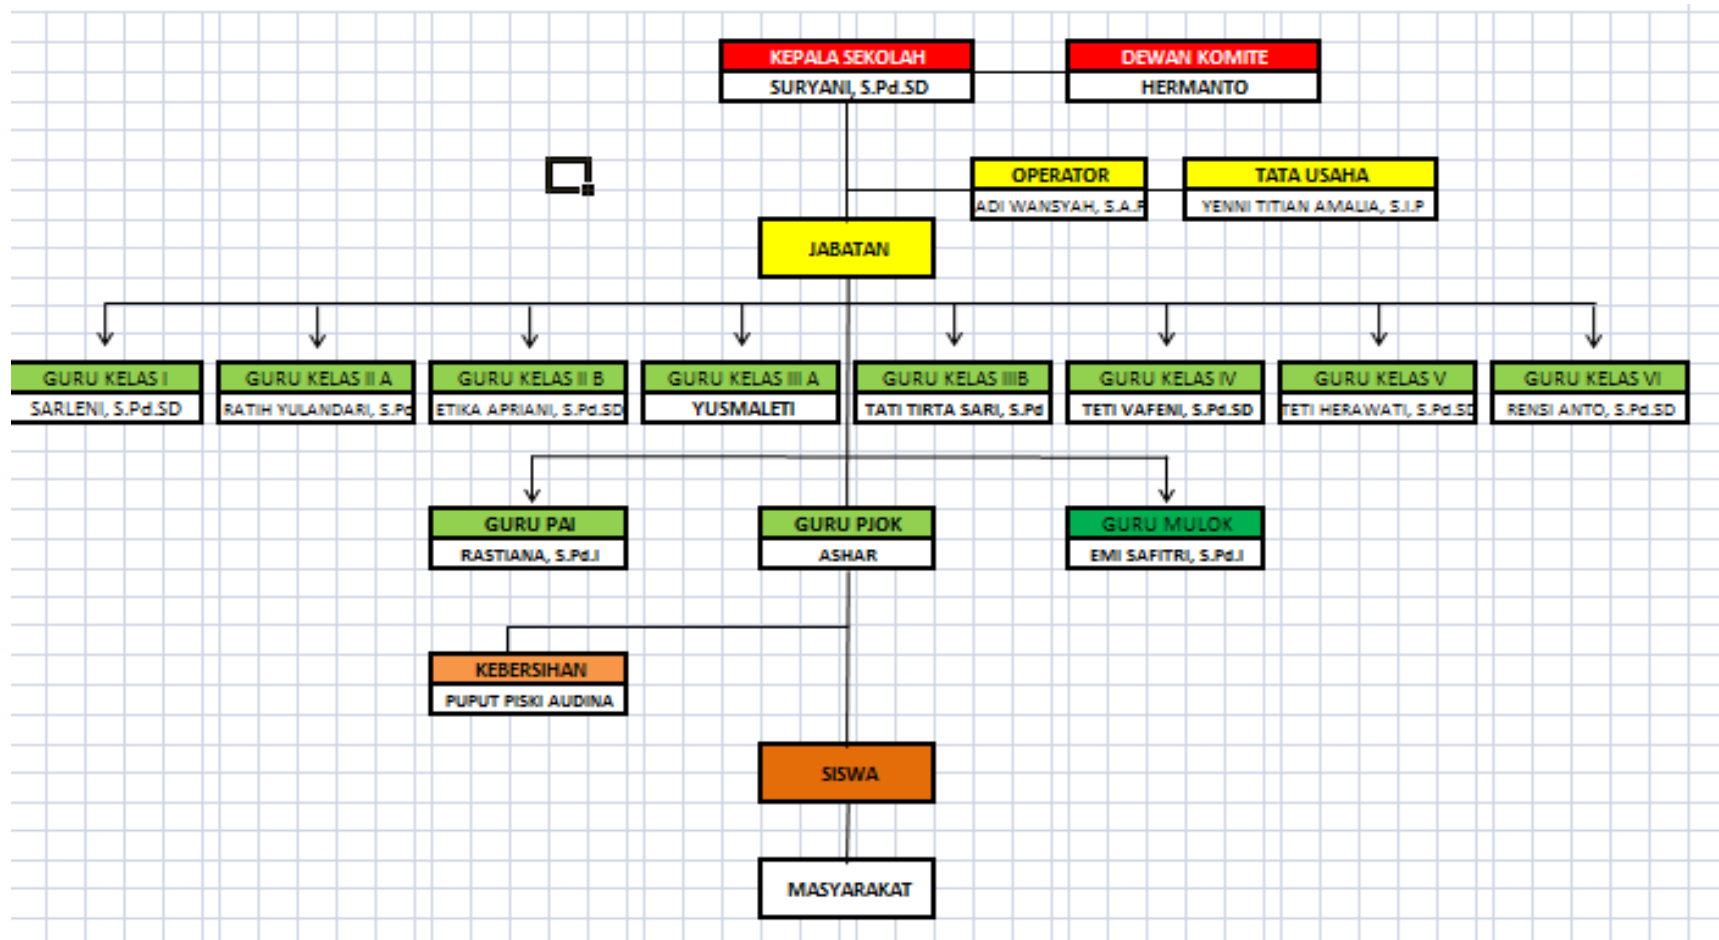 KEPALA SEKOLAH
SURYANI, S.Pd.SD
DEWAN KOMITE
HERMANTO
OPERATOR
ADI WANSYAH, S.A.P
TATA USAHA
YENNI TITIAN AMALIA, S.I.P
JABATAN
GURU KELAS I
SARLENI, S.Pd.SD
GURU KELAS II A
RATIH YULANDARI, S.Pd
GURU KELAS II B
ETIKA APRIANI, S.Pd.SD
GURU KELAS III A
YUSMALETI
GURU KELAS IIIB
TATI TIRTA SARI, S.Pd
GURU KELAS IV
TETI VAFENI, S.Pd.SD
GURU KELAS V
TETI HERAWATI, S.Pd.SD
GURU KELAS VI
RENSI ANTO, S.Pd.SD
GURU PAI
RASTIANA, S.Pd.I
GURU PJOK
ASHAR
GURU MULOK
EMI SAFITRI, S.Pd.I
KEBERSIHAN
PUPUT PISKI AUDINA
SISWA
MASYARAKAT